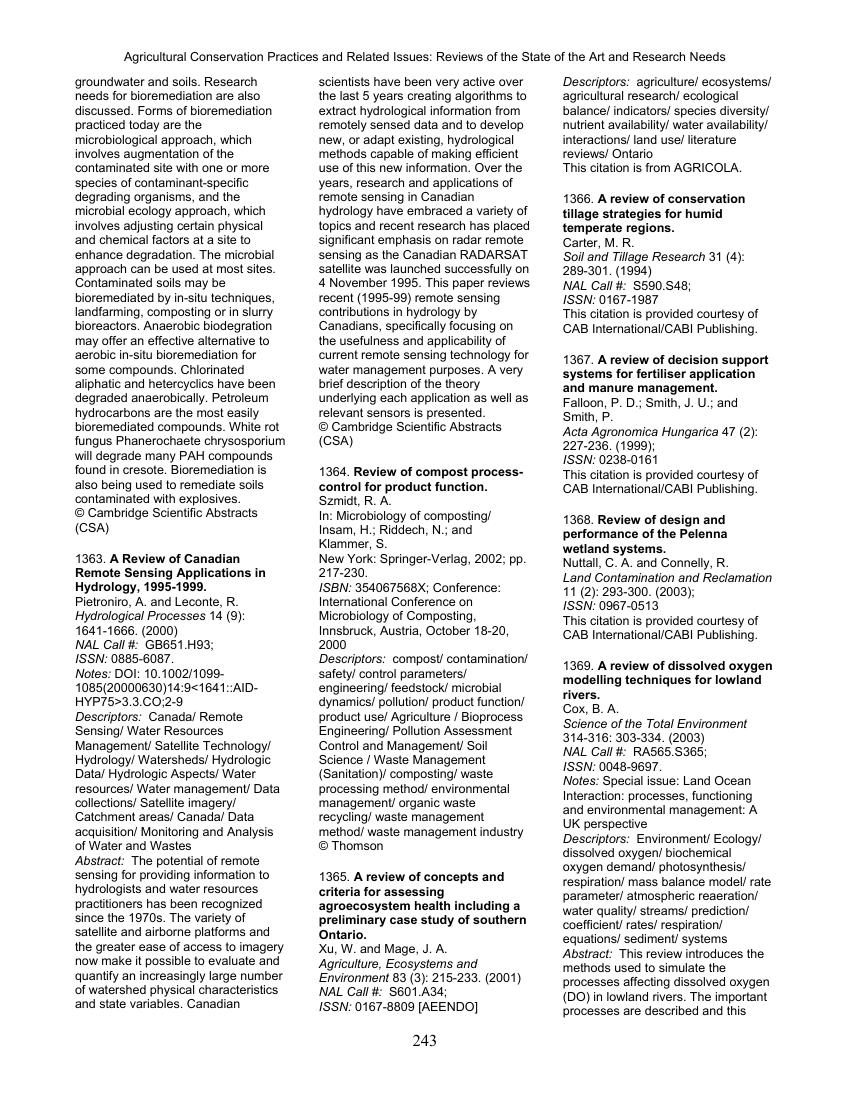 Agricultural Conservation Practices and Related Issues: Reviews of the State of the Art and Research Needs
groundwater and soils. Research
needs for bioremediation are also
discussed. Forms of bioremediation
practiced today are the
microbiological approach, which
involves augmentation of the
contaminated site with one or more
species of contaminant-specific
degrading organisms, and the
microbial ecology approach, which
involves adjusting certain physical
and chemical factors at a site to
enhance degradation. The microbial
approach can be used at most sites.
Contaminated soils may be
bioremediated by in-situ techniques,
landfarming, composting or in slurry
bioreactors. Anaerobic biodegration
may offer an effective alternative to
aerobic in-situ bioremediation for
some compounds. Chlorinated
aliphatic and hetercyclics have been
degraded anaerobically. Petroleum
hydrocarbons are the most easily
bioremediated compounds. White rot
fungus Phanerochaete chrysosporium
will degrade many PAH compounds
found in cresote. Bioremediation is
also being used to remediate soils
contaminated with explosives.
© Cambridge Scientific Abstracts
(CSA)
1363. A Review of Canadian
Remote Sensing Applications in
Hydrology, 1995-1999.
Pietroniro, A. and Leconte, R.
Hydrological Processes 14 (9):
1641-1666. (2000)
NAL Call #: GB651.H93;
ISSN: 0885-6087.
Notes: DOI: 10.1002/1099-
1085(20000630)14:9<1641::AID-
HYP75>3.3.CO;2-9
Descriptors: Canada/ Remote
Sensing/ Water Resources
Management/ Satellite Technology/
Hydrology/ Watersheds/ Hydrologic
Data/ Hydrologic Aspects/ Water
resources/ Water management/ Data
collections/ Satellite imagery/
Catchment areas/ Canada/ Data
acquisition/ Monitoring and Analysis
of Water and Wastes
Abstract: The potential of remote
sensing for providing information to
hydrologists and water resources
practitioners has been recognized
since the 1970s. The variety of
satellite and airborne platforms and
the greater ease of access to imagery
now make it possible to evaluate and
quantify an increasingly large number
of watershed physical characteristics
and state variables. Canadian
scientists have been very active over
the last 5 years creating algorithms to
extract hydrological information from
remotely sensed data and to develop
new, or adapt existing, hydrological
methods capable of making efficient
use of this new information. Over the
years, research and applications of
remote sensing in Canadian
hydrology have embraced a variety of
topics and recent research has placed
significant emphasis on radar remote
sensing as the Canadian RADARSAT
satellite was launched successfully on
4 November 1995. This paper reviews
recent (1995-99) remote sensing
contributions in hydrology by
Canadians, specifically focusing on
the usefulness and applicability of
current remote sensing technology for
water management purposes. A very
brief description of the theory
underlying each application as well as
relevant sensors is presented.
© Cambridge Scientific Abstracts
(CSA)
1364. Review of compost process-
control for product function.
Szmidt, R. A.
In: Microbiology of composting/
Insam, H.; Riddech, N.; and
Klammer, S.
New York: Springer-Verlag, 2002; pp.
217-230.
ISBN: 354067568X; Conference:
International Conference on
Microbiology of Composting,
Innsbruck, Austria, October 18-20,
2000
Descriptors: compost/ contamination/
safety/ control parameters/
engineering/ feedstock/ microbial
dynamics/ pollution/ product function/
product use/ Agriculture / Bioprocess
Engineering/ Pollution Assessment
Control and Management/ Soil
Science / Waste Management
(Sanitation)/ composting/ waste
processing method/ environmental
management/ organic waste
recycling/ waste management
method/ waste management industry
© Thomson
1365. A review of concepts and
criteria for assessing
agroecosystem health including a
preliminary case study of southern
Ontario.
Xu, W. and Mage, J. A.
Agriculture, Ecosystems and
Environment 83 (3): 215-233. (2001)
NAL Call #: S601.A34;
ISSN: 0167-8809 [AEENDO]
Descriptors: agriculture/ ecosystems/
agricultural research/ ecological
balance/ indicators/ species diversity/
nutrient availability/ water availability/
interactions/ land use/ literature
reviews/ Ontario
This citation is from AGRICOLA.
1366. A review of conservation
tillage strategies for humid
temperate regions.
Carter, M. R.
Soil and Tillage Research 31 (4):
289-301. (1994)
NAL Call #: S590.S48;
ISSN: 0167-1987
This citation is provided courtesy of
CAB International/CABI Publishing.
1367. A review of decision support
systems for fertiliser application
and manure management.
Falloon, P. D.; Smith, J. U.; and
Smith, P.
Acta Agronomica Hungarica 47 (2):
227-236. (1999);
ISSN: 0238-0161
This citation is provided courtesy of
CAB International/CABI Publishing.
1368. Review of design and
performance of the Pelenna
wetland systems.
Nuttall, C. A. and Connelly, R.
Land Contamination and Reclamation
11 (2): 293-300. (2003);
ISSN: 0967-0513
This citation is provided courtesy of
CAB International/CABI Publishing.
1369. A review of dissolved oxygen
modelling techniques for lowland
rivers.
Cox, B. A.
Science of the Total Environment
314-316: 303-334. (2003)
NAL Call #: RA565.S365;
ISSN: 0048-9697.
Notes: Special issue: Land Ocean
Interaction: processes, functioning
and environmental management: A
UK perspective
Descriptors: Environment/ Ecology/
dissolved oxygen/ biochemical
oxygen demand/ photosynthesis/
respiration/ mass balance model/ rate
parameter/ atmospheric reaeration/
water quality/ streams/ prediction/
coefficient/ rates/ respiration/
equations/ sediment/ systems
Abstract: This review introduces the
methods used to simulate the
processes affecting dissolved oxygen
(DO) in lowland rivers. The important
processes are described and this
243